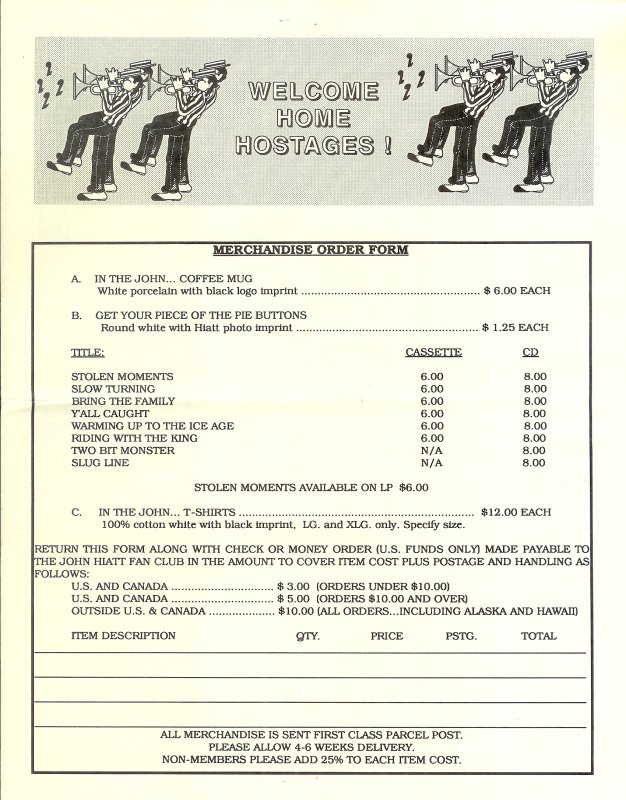 WELCOME
HOME
HOSTAGES !
MERCHANDISE ORDER FORM
A. IN THE JOHN... COFFEE MUG
White porcelain with black logo imprint ..................................................... $ 6.00 EACH
B. GET YOUR PIECE OF THE PIE BUTTONS
Round white with Hiatt photo imprint ...................................................... $ 1.25 EACH
TITLE: CASSETTE CD
STOLEN MOMENTS 6.00 8.00
SLOW TURNING 6.00 8.00
BRING THE FAMILY 6.00 8.00
Y'ALL CAUGHT 6.00 8.00
WARMING UP TO THE ICE AGE 6.00 8.00
RIDING WITH THE KING 6.00 8.00
TWO BIT MONSTER N/A 8.00
SLUG LINE N/A 8.00
STOLEN MOMENTS AVAILABLE ON LP $6.00
C. IN THE JOHN... T-SHIRTS ...................................................................... $12.00 EACH
100% cotton white with black imprint, LG. and XLG. only. Specify size.
RETURN THIS FORM ALONG WITH CHECK OR MONEY ORDER (U.S. FUNDS ONLY) MADE PAYABLE TO
THE JOHN HIATT FAN CLUB IN THE AMOUNT TO COVER ITEM COST PLUS POSTAGE AND HANDLING AS
FOLLOWS:
U.S. AND CANADA ............................... $ 3.00 (ORDERS UNDER $10.00)
U.S. AND CANADA ............................... $ 5.00 (ORDERS $10.00 AND OVER)
OUTSIDE U.S. & CANADA .................... $10.00 (ALL ORDERS...INCLUDING ALASKA AND HAWAII)
ITEM DESCRIPTION QTY. PRICE PSTG. TOTAL
ALL MERCHANDISE IS SENT FIRST CLASS PARCEL POST.
PLEASE ALLOW 4-6 WEEKS DELIVERY.
NON-MEMBERS PLEASE ADD 25% TO EACH ITEM COST.